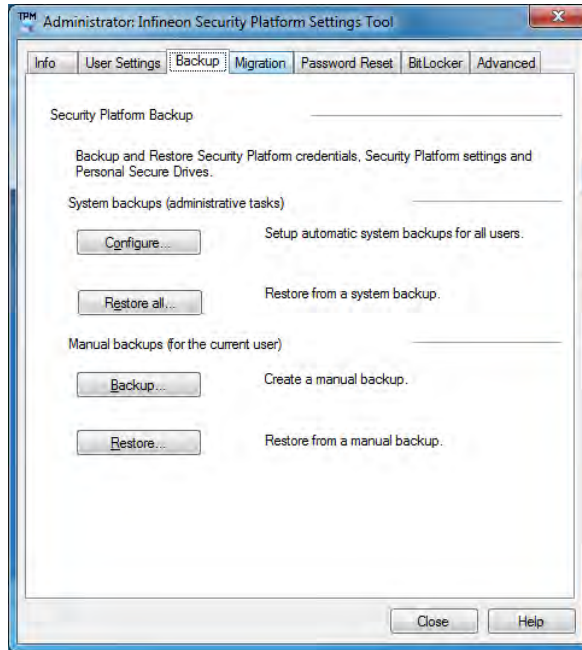 TPM Administrator: Infineon Security Platform Settings Tool
Info User Settings Backup Migration Password Reset BitLocker Advanced
Security Platform Backup
Backup and Restore Security Platform credentials, Security Platform settings and
Personal Secure Drives.
System backups (administrative tasks)
Configure... Setup automatic system backups for all users.
Restore all... Restore from a system backup.
Manual backups (for the current user)
Backup... Create a manual backup.
Restore... Restore from a manual backup.
Close Help